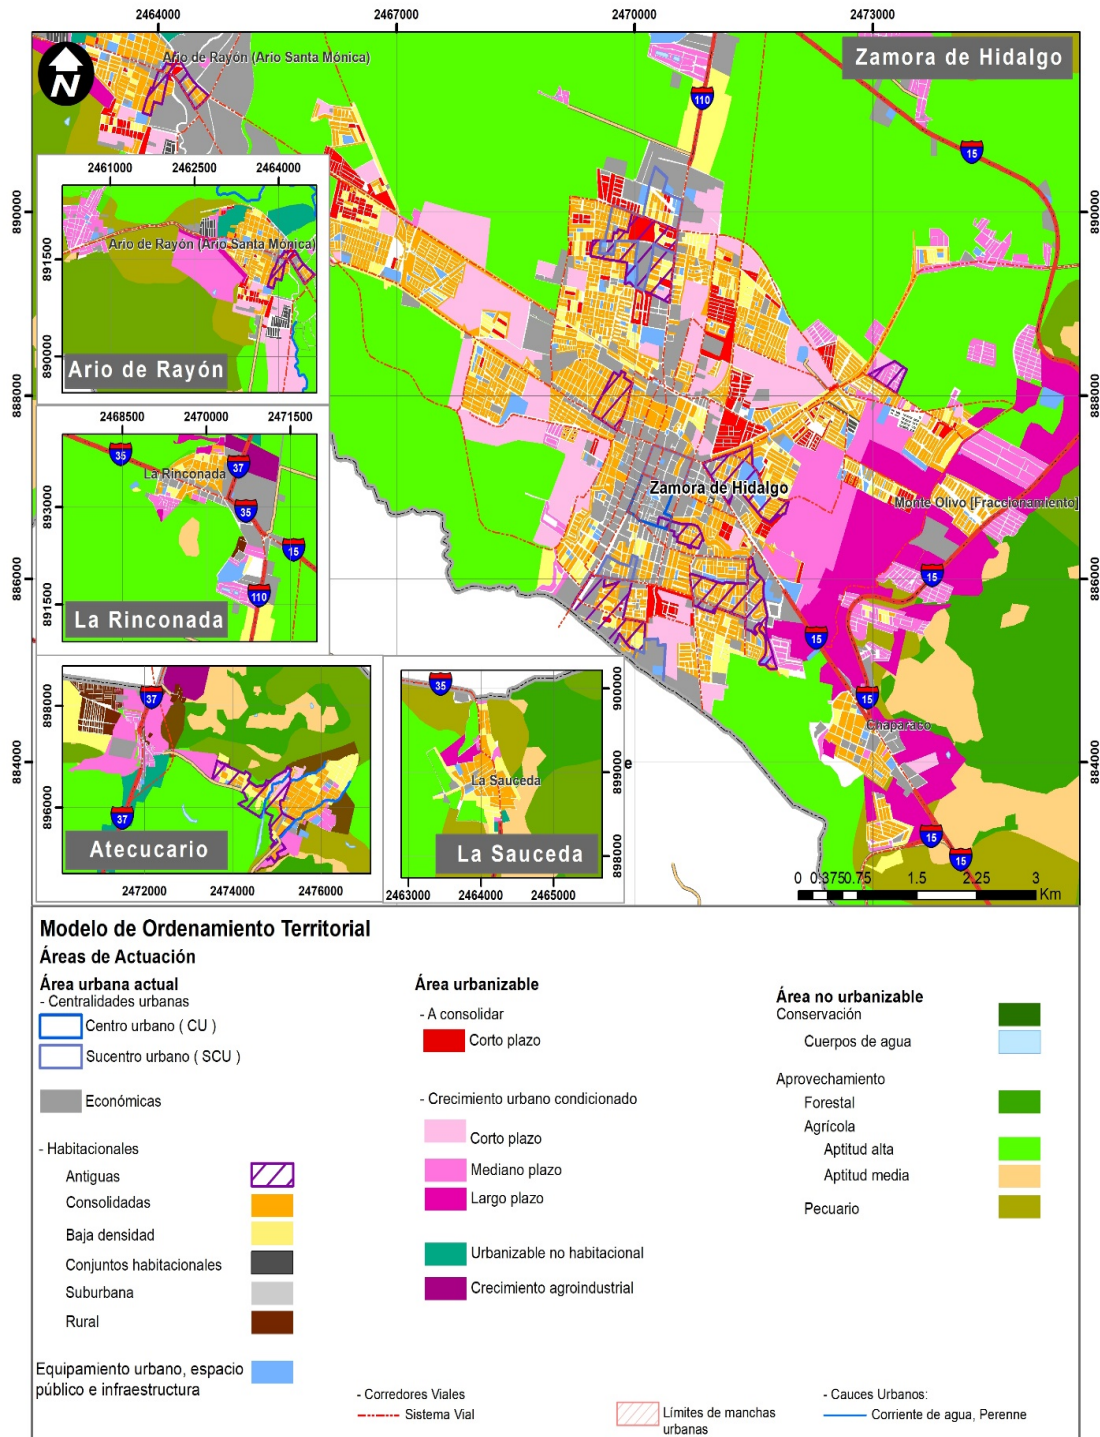 2464000 2467000 2470000 2473000
Zamora de Hidalgo
N
Ario de Rayón (Ario Santa Mónica)
110
15
890000
890000
2461000 2462500 2464000
891500
Ario de Rayón (Ario Santa Mónica)
890000
Ario de Rayón
888000
888000
2468500 2470000 2471500
35
37
La Rinconada
35
893000
15
110
891500
La Rinconada
Zamora de Hidalgo
Monte Olivo [Fraccionamiento]
886000
886000
15
15
15
Chaparaco
884000
884000
15
15
37
898000
37
896000
Atecucario
2472000 2474000 2476000
35
900000
La Sauceda
899000
898000
La Sauceda
2463000 2464000 2465000
0 0.375 0.75 1.5 2.25 3
Km
Modelo de Ordenamiento Territorial
Áreas de Actuación
Área urbana actual
- Centralidades urbanas
Centro urbano ( CU )
Sucentro urbano ( SCU )
Económicas
- Habitacionales
Antiguas
Consolidadas
Baja densidad
Conjuntos habitacionales
Suburbana
Rural
Equipamiento urbano, espacio
público e infraestructura
Área urbanizable
- A consolidar
Corto plazo
- Crecimiento urbano condicionado
Corto plazo
Mediano plazo
Largo plazo
Urbanizable no habitacional
Crecimiento agroindustrial
Área no urbanizable
Conservación
Cuerpos de agua
Aprovechamiento
Forestal
Agrícola
Aptitud alta
Aptitud media
Pecuario
- Corredores Viales
Sistema Vial
Límites de manchas
urbanas
- Cauces Urbanos:
Corriente de agua, Perenne